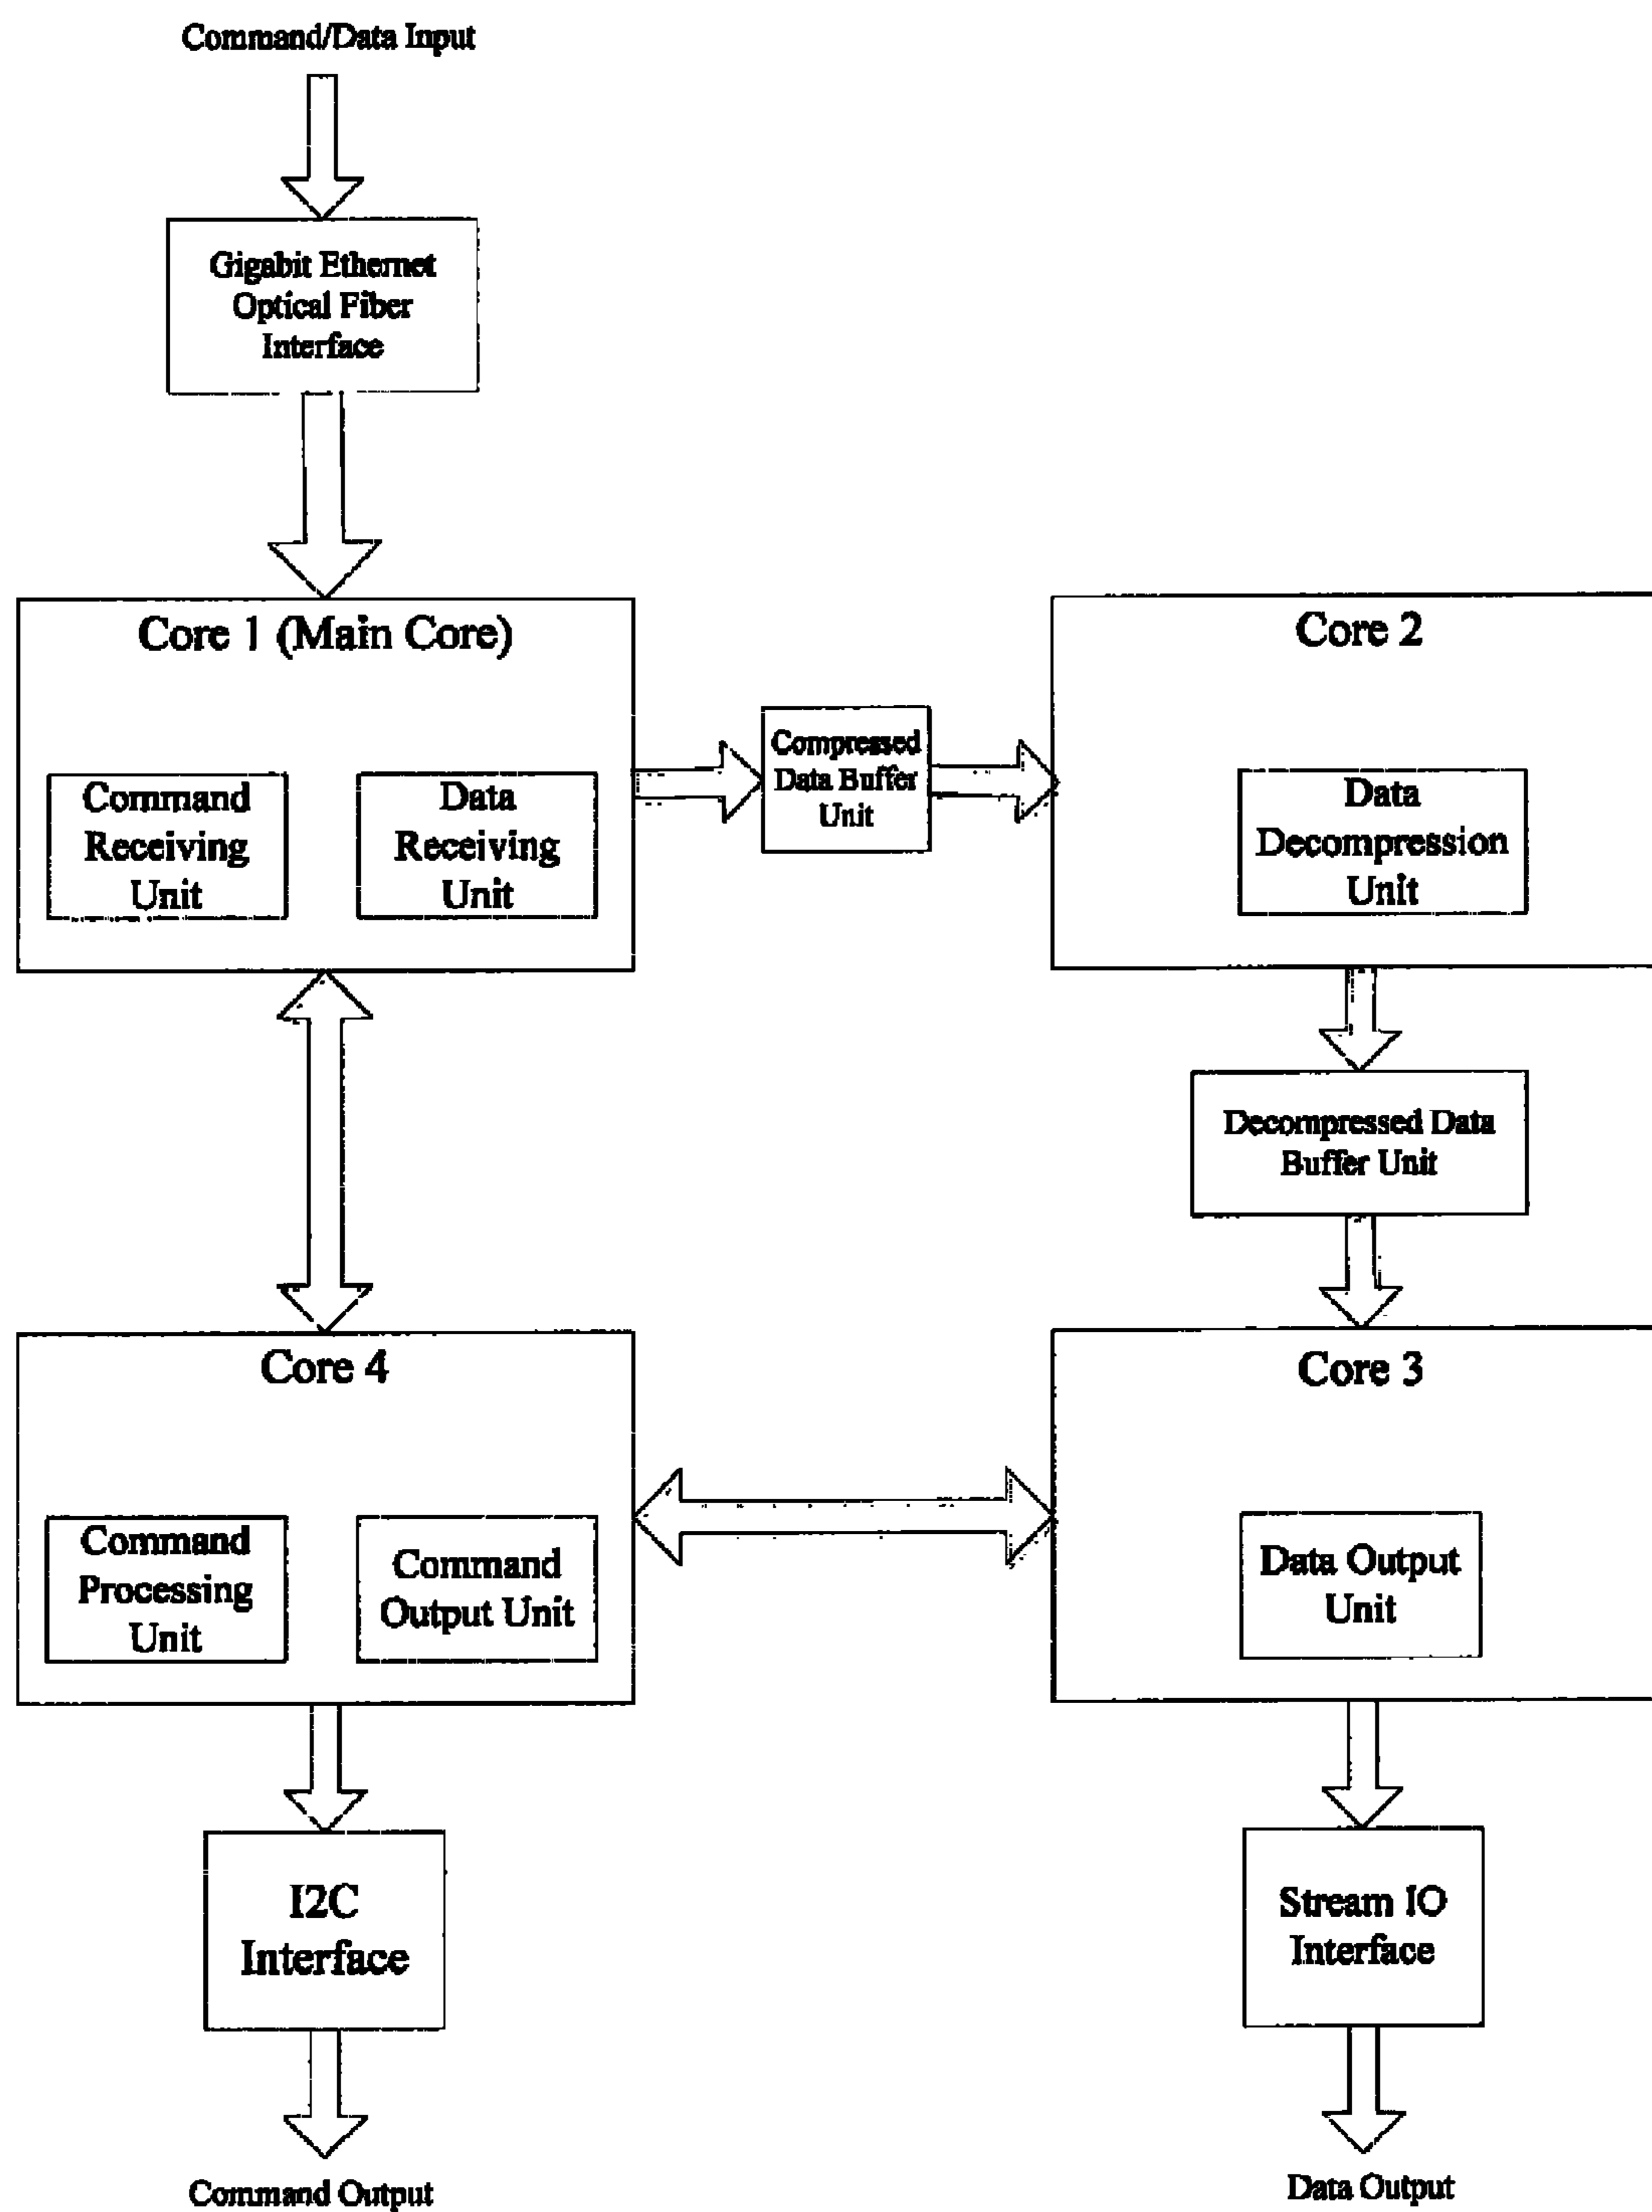 Command/Data Input
Gigabit Ethernet
Optical Fiber
Interface
Core 1 (Main Core)
Command
Receiving
Unit
Data
Receiving
Unit
Compressed
Data Buffer
Unit
Core 2
Data
Decompression
Unit
Decompressed Data
Buffer Unit
Core 4
Command
Processing
Unit
Command
Output Unit
Core 3
Data Output
Unit
I2C
Interface
Stream IO
Interface
Command Output
Data Output